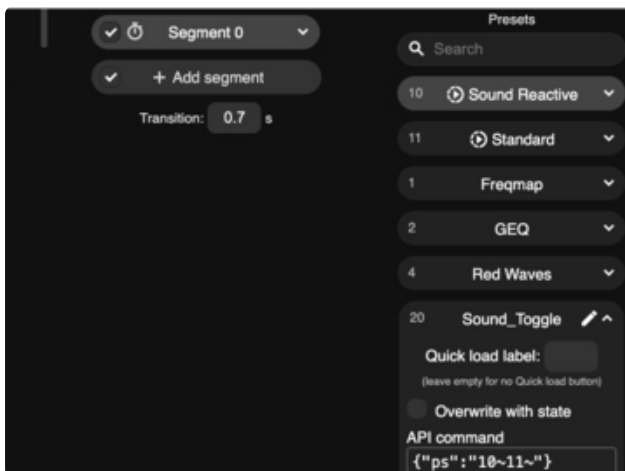 Segment 0
+ Add segment
Transition: 0.7 s
Presets
Search
10 Sound Reactive
11 Standard
1 Freqmap
2 GEQ
4 Red Waves
20 Sound_Toggle
Quick load label:
(leave empty for no Quick load button)
Overwrite with state
API command
{"ps":"10~11~"}